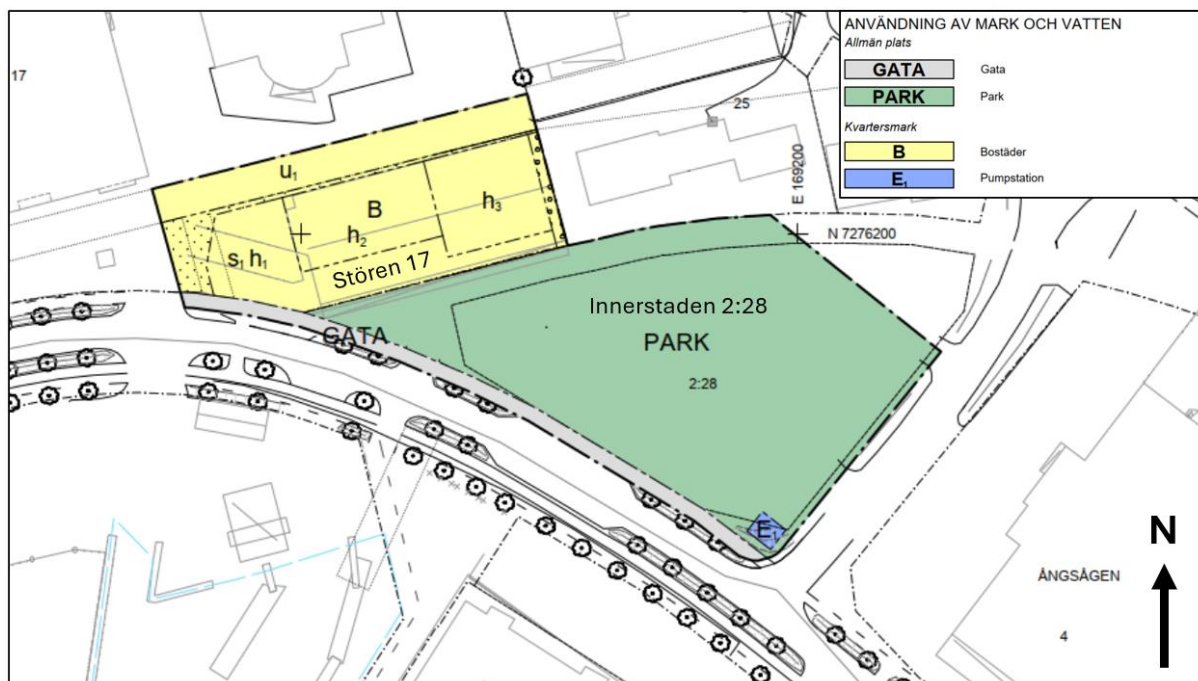 ANVÄNDNING AV MARK OCH VATTEN
Allmän plats
GATA Gata
PARK Park
Kvartersmark
B Bostäder
E₁ Pumpstation
17
25
E 169200
N 7276200
u₁
B
h₃
h₂
s₁ h₁
Stören 17
Innerstaden 2:28
GATA
PARK
2:28
E₁
N
ÄNGSÅGEN
4